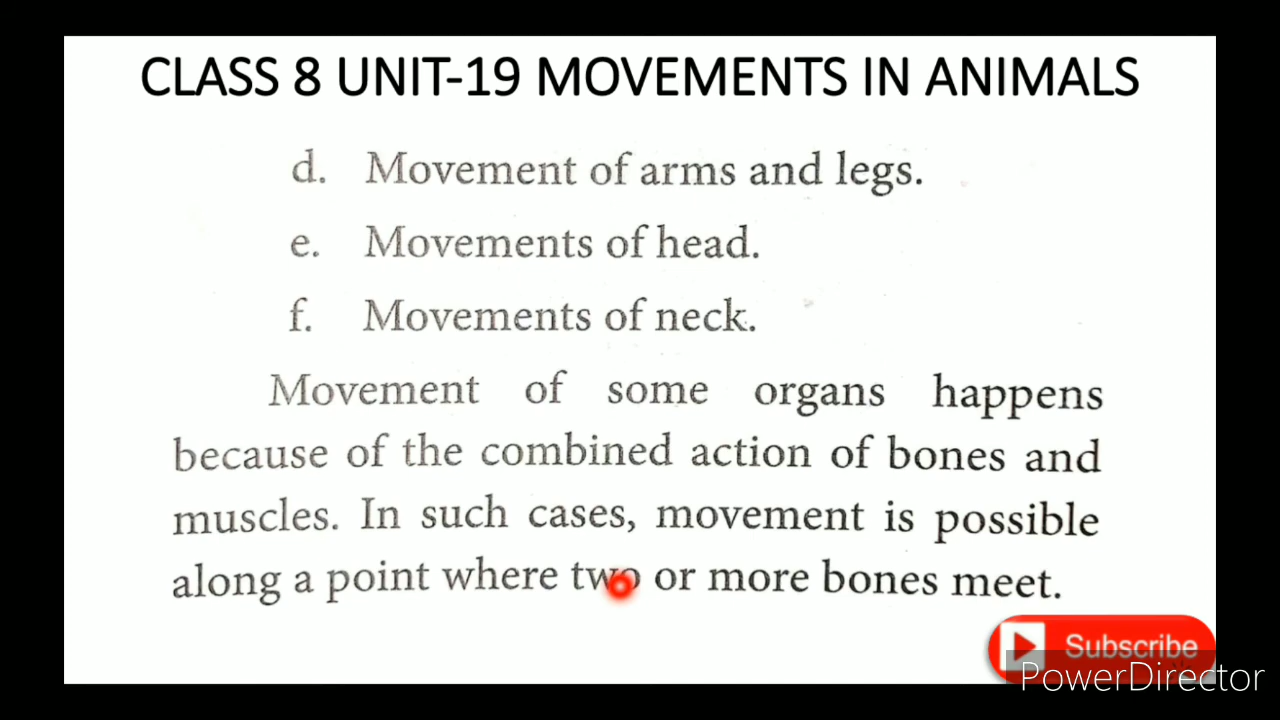 CLASS 8 UNIT-19 MOVEMENTS IN ANIMALS
d. Movement of arms and legs.
e. Movements of head.
f. Movements of neck.
Movement of some organs happens
because of the combined action of bones and
muscles. In such cases, movement is possible
along a point where two or more bones meet.
Subscribe
PowerDirector